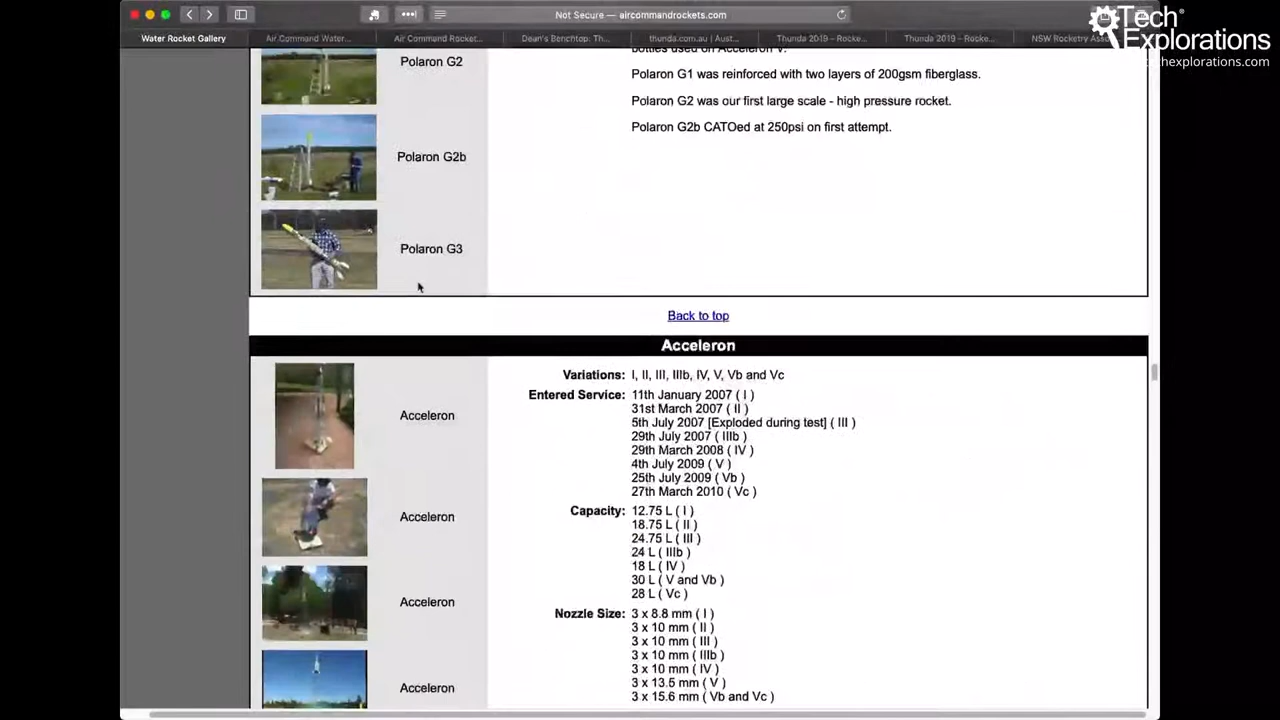 Not Secure — aircommandrockets.com
Water Rocket Gallery
Air Command Water...
Air Command Rocket...
Dean's Benchtop: Th...
thunda.com.au | Aust...
Thunda 2019 – Rocke...
Thunda 2019 - Rocke...
NSW Rocketry Ass
Tech®
Explorations™
techexplorations.com
bottles used on Acceleron V.
Polaron G2
Polaron G1 was reinforced with two layers of 200gsm fiberglass.
Polaron G2 was our first large scale - high pressure rocket.
Polaron G2b CATOed at 250psi on first attempt.
Polaron G2b
Polaron G3
Back to top
Acceleron
Variations: I, II, III, IIIb, IV, V, Vb and Vc
Entered Service: 11th January 2007 ( I )
31st March 2007 ( II )
5th July 2007 [Exploded during test] ( III )
29th July 2007 ( IIIb )
29th March 2008 ( IV )
4th July 2009 ( V )
25th July 2009 ( Vb )
27th March 2010 ( Vc )
Acceleron
Capacity: 12.75 L ( I )
18.75 L ( II )
24.75 L ( III )
24 L ( IIIb )
18 L ( IV )
30 L ( V and Vb )
28 L ( Vc )
Acceleron
Nozzle Size: 3 x 8.8 mm ( I )
3 x 10 mm ( II )
3 x 10 mm ( III )
3 x 10 mm ( IIIb )
3 x 10 mm ( IV )
3 x 13.5 mm ( V )
3 x 15.6 mm ( Vb and Vc )
Acceleron
Acceleron